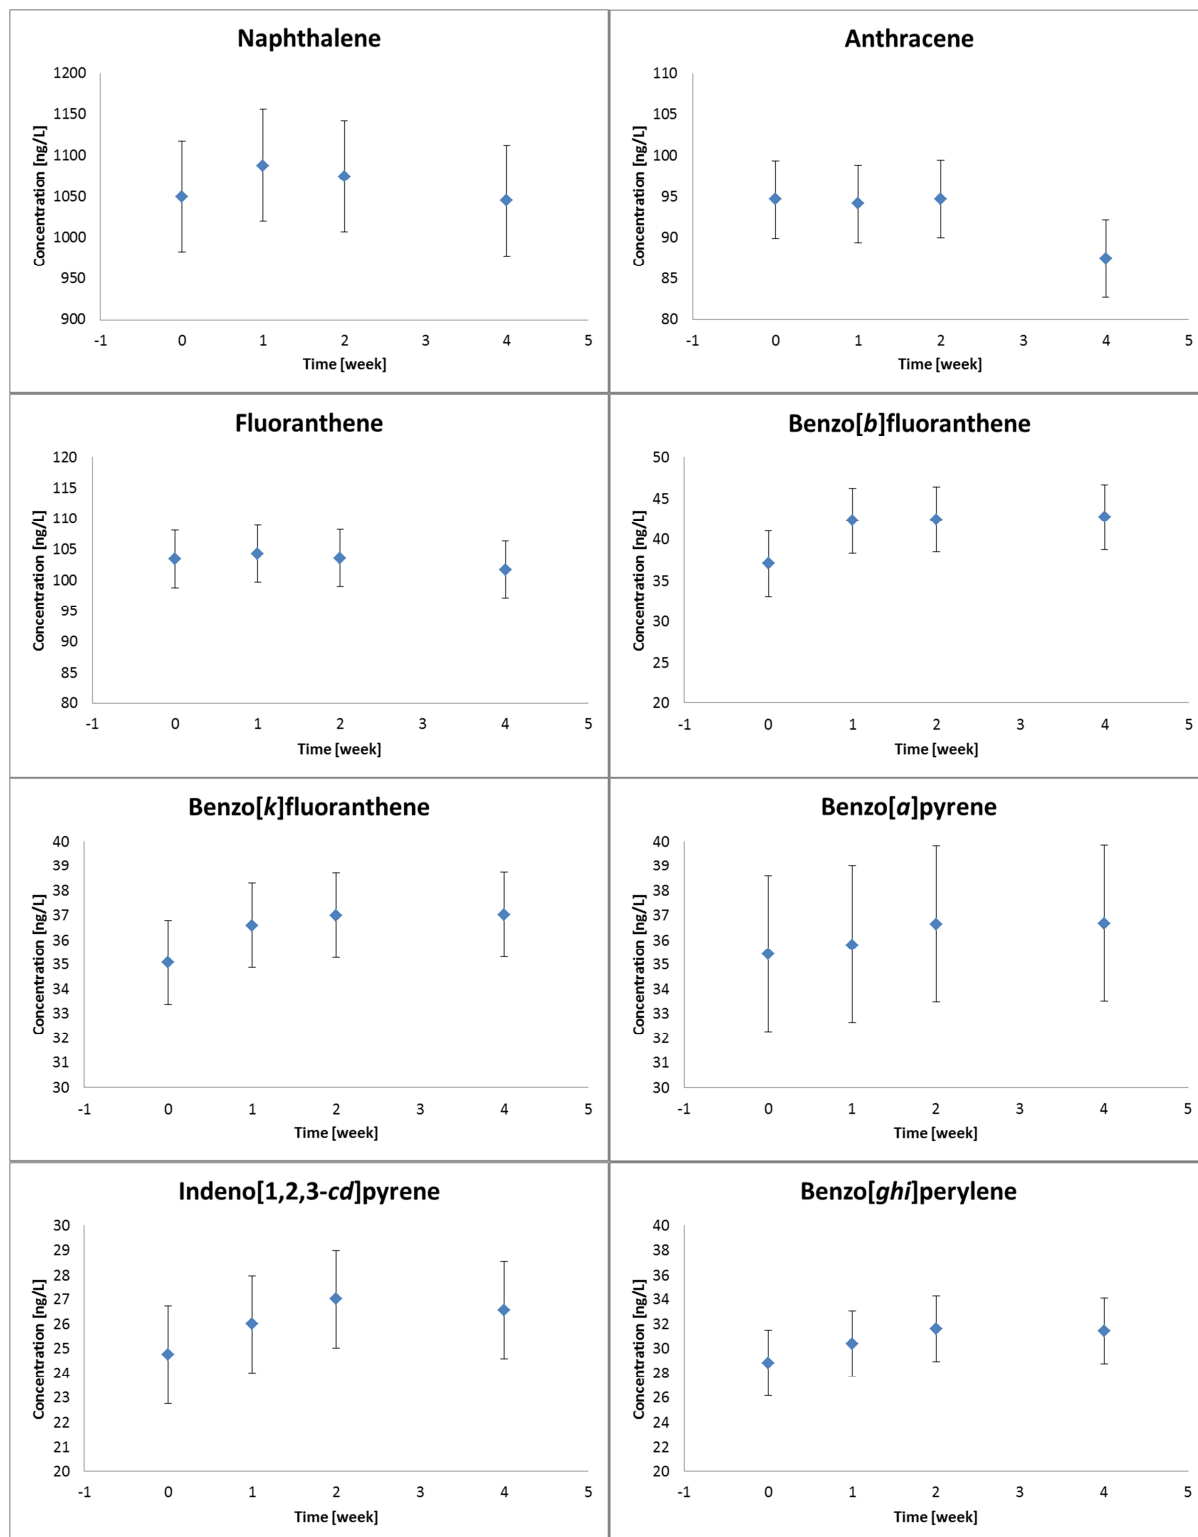 Naphthalene
Concentration [ng/L]
1200
1150
1100
1050
1000
950
900
-1 0 1 2 3 4 5
Time [week]
Anthracene
Concentration [ng/L]
110
105
100
95
90
85
80
-1 0 1 2 3 4 5
Time [week]
Fluoranthene
Concentration [ng/L]
120
115
110
105
100
95
90
85
80
-1 0 1 2 3 4 5
Time [week]
Benzo[b]fluoranthene
Concentration [ng/L]
50
45
40
35
30
25
20
-1 0 1 2 3 4 5
Time [week]
Benzo[k]fluoranthene
Concentration [ng/L]
40
39
38
37
36
35
34
33
32
31
30
-1 0 1 2 3 4 5
Time [week]
Benzo[a]pyrene
Concentration [ng/L]
40
39
38
37
36
35
34
33
32
31
30
-1 0 1 2 3 4 5
Time [week]
Indeno[1,2,3-cd]pyrene
Concentration [ng/L]
30
29
28
27
26
25
24
23
22
21
20
-1 0 1 2 3 4 5
Time [week]
Benzo[ghi]perylene
Concentration [ng/L]
40
38
36
34
32
30
28
26
24
22
20
-1 0 1 2 3 4 5
Time [week]